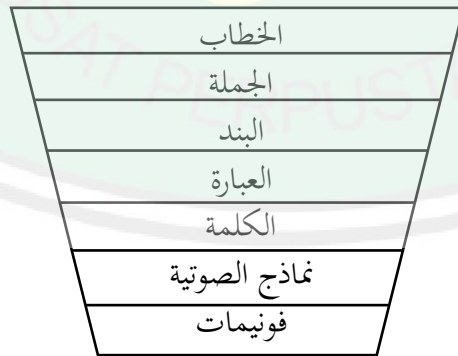 الخطاب
الجملة
البند
العبارة
الكلمة
نماذج الصوتية
فونيمات